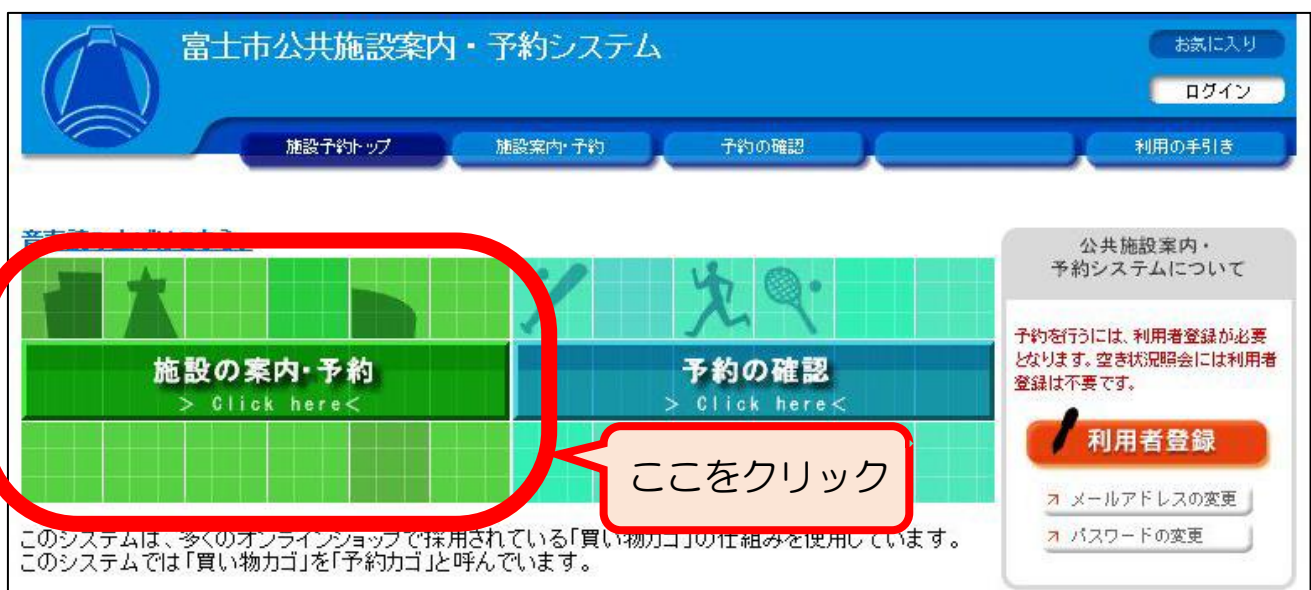 富士市公共施設案内・予約システム
お気に入り
ログイン
施設予約トップ
施設案内・予約
予約の確認
利用の手引き
施設の案内・予約
> Click here<
予約の確認
> Click here<
ここをクリック
このシステムは、多くのオンラインショップで採用されている「買い物カゴ」の仕組みを使用しています。
このシステムでは「買い物カゴ」を「予約カゴ」と呼んでいます。
公共施設案内・
予約システムについて
予約を行うには、利用者登録が必要
となります。空き状況照会には利用者
登録は不要です。
利用者登録
メールアドレスの変更
パスワードの変更